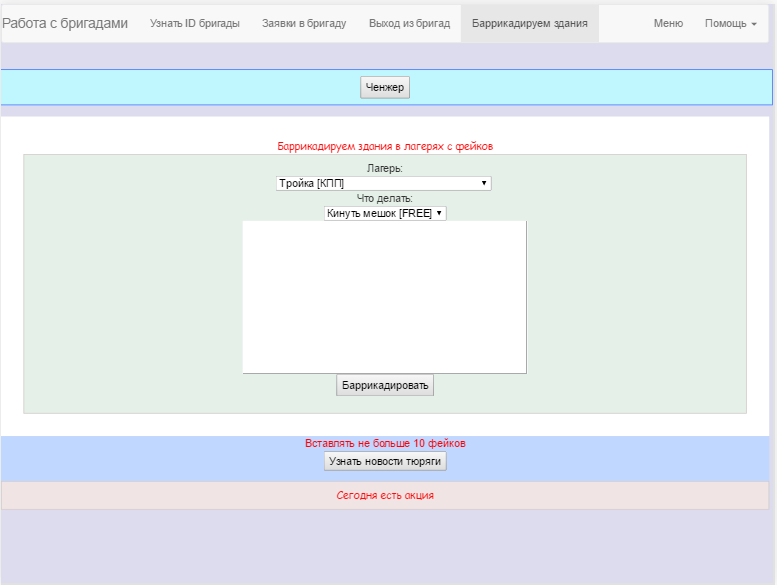 Работа с бригадами Узнать ID бригады Заявки в бригаду Выход из бригад Баррикадируем здания Меню Помощь
Ченжер
Баррикадируем здания в лагерях с фейков
Лагерь:
Тройка [КПП]
Что делать:
Кинуть мешок [FREE]
Баррикадировать
Вставлять не больше 10 фейков
Узнать новости тюряги
Сегодня есть акция